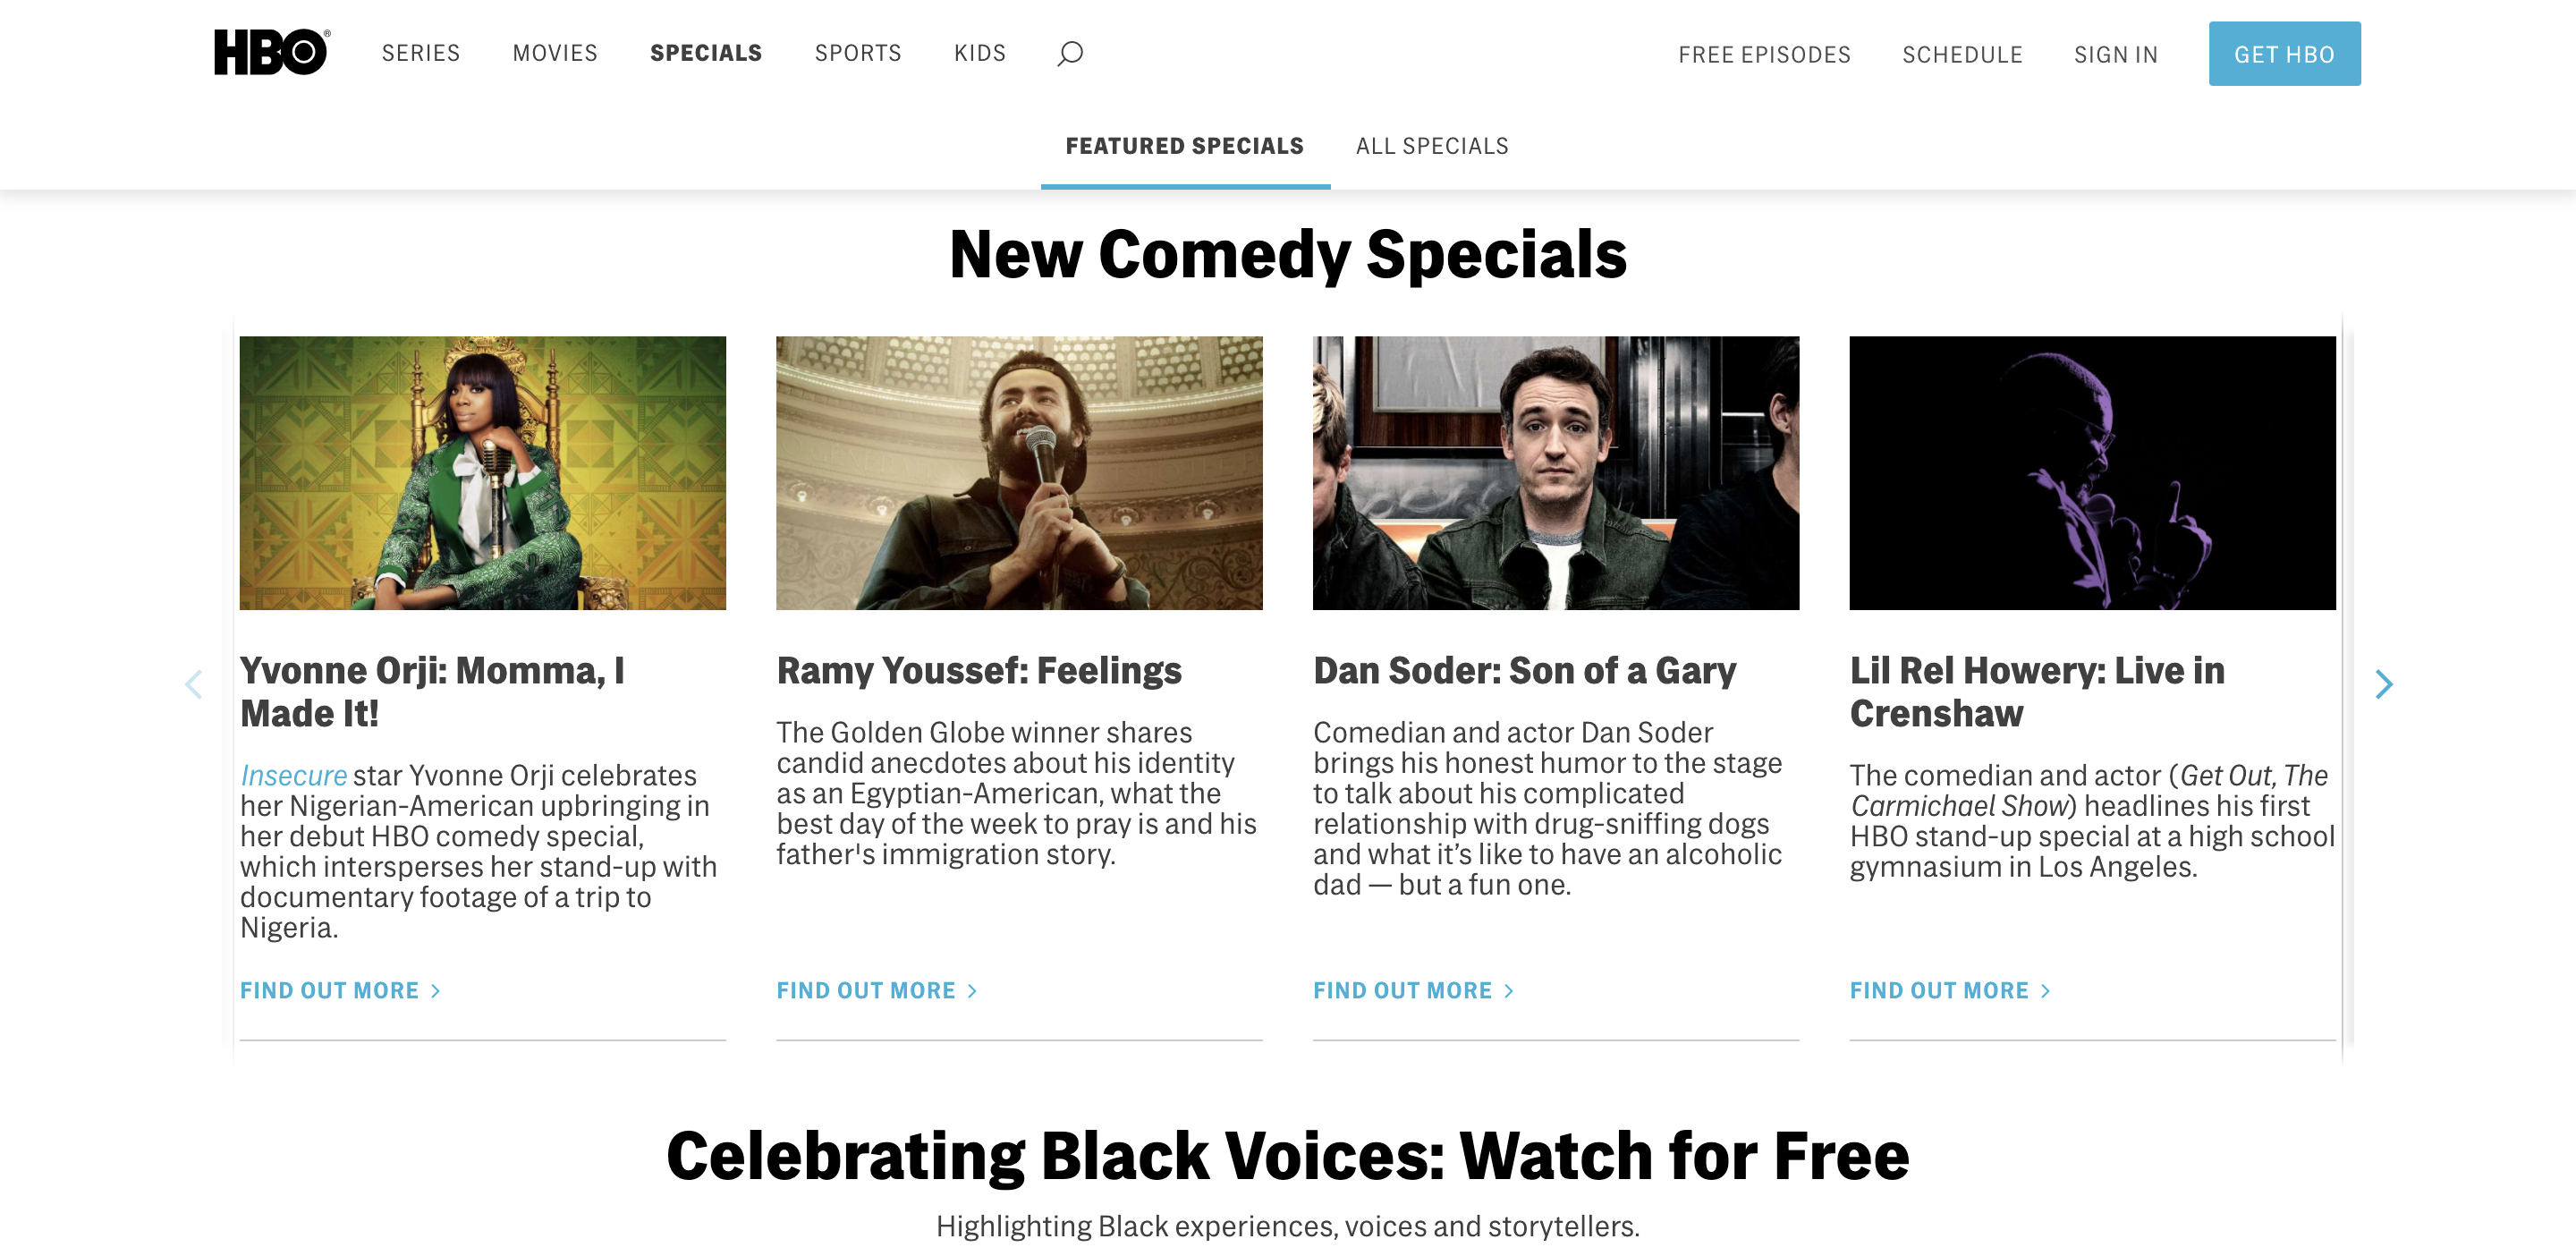 HBO®
SERIES
MOVIES
SPECIALS
SPORTS
KIDS
FREE EPISODES
SCHEDULE
SIGN IN
GET HBO
FEATURED SPECIALS
ALL SPECIALS
New Comedy Specials
Yvonne Orji: Momma, I
Made It!
Insecure star Yvonne Orji celebrates
her Nigerian-American upbringing in
her debut HBO comedy special,
which intersperses her stand-up with
documentary footage of a trip to
Nigeria.
FIND OUT MORE
Ramy Youssef: Feelings
The Golden Globe winner shares
candid anecdotes about his identity
as an Egyptian-American, what the
best day of the week to pray is and his
father's immigration story.
FIND OUT MORE
Dan Soder: Son of a Gary
Comedian and actor Dan Soder
brings his honest humor to the stage
to talk about his complicated
relationship with drug-sniffing dogs
and what it’s like to have an alcoholic
dad — but a fun one.
FIND OUT MORE
Lil Rel Howery: Live in
Crenshaw
The comedian and actor (Get Out, The
Carmichael Show) headlines his first
HBO stand-up special at a high school
gymnasium in Los Angeles.
FIND OUT MORE
Celebrating Black Voices: Watch for Free
Highlighting Black experiences, voices and storytellers.